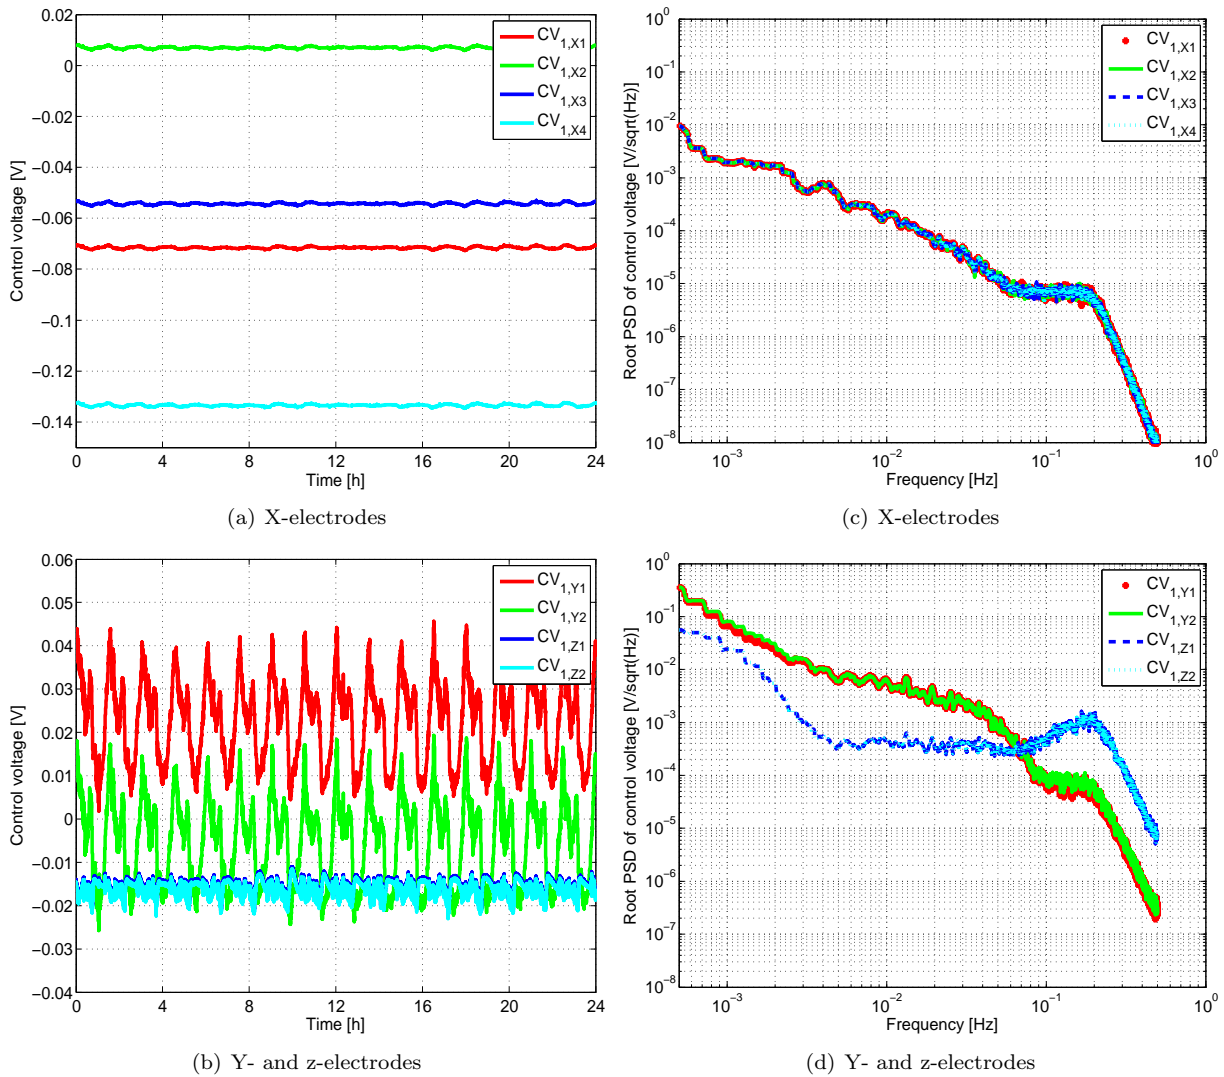 0.02
0
−0.02
−0.04
−0.06
−0.08
−0.1
−0.12
−0.14
Control voltage [V]
CV1,X1
CV1,X2
CV1,X3
CV1,X4
0 4 8 12 16 20 24
Time [h]
(a) X-electrodes
10^0
10^−1
10^−2
10^−3
10^−4
10^−5
10^−6
10^−7
10^−8
Root PSD of control voltage [V/sqrt(Hz)]
CV1,X1
CV1,X2
CV1,X3
CV1,X4
10^−3 10^−2 10^−1 10^0
Frequency [Hz]
(c) X-electrodes
0.06
0.05
0.04
0.03
0.02
0.01
0
−0.01
−0.02
−0.03
−0.04
Control voltage [V]
CV1,Y1
CV1,Y2
CV1,Z1
CV1,Z2
0 4 8 12 16 20 24
Time [h]
(b) Y- and z-electrodes
10^0
10^−1
10^−2
10^−3
10^−4
10^−5
10^−6
10^−7
10^−8
Root PSD of control voltage [V/sqrt(Hz)]
CV1,Y1
CV1,Y2
CV1,Z1
CV1,Z2
10^−3 10^−2 10^−1 10^0
Frequency [Hz]
(d) Y- and z-electrodes